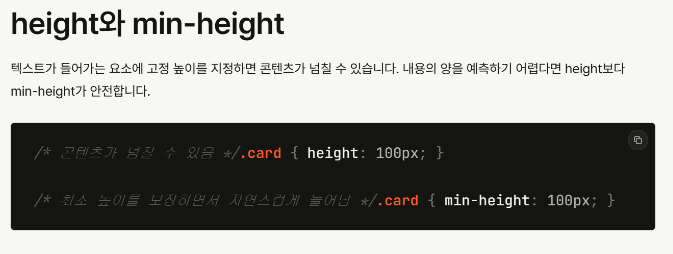 height와 min-height
텍스트가 들어가는 요소에 고정 높이를 지정하면 콘텐츠가 넘칠 수 있습니다. 내용의 양을 예측하기 어렵다면 height보다
min-height가 안전합니다.
/* 콘텐츠가 넘칠 수 있음 */.card { height: 100px; }
/* 최소 높이를 보장하면서 자연스럽게 늘어남 */.card { min-height: 100px; }